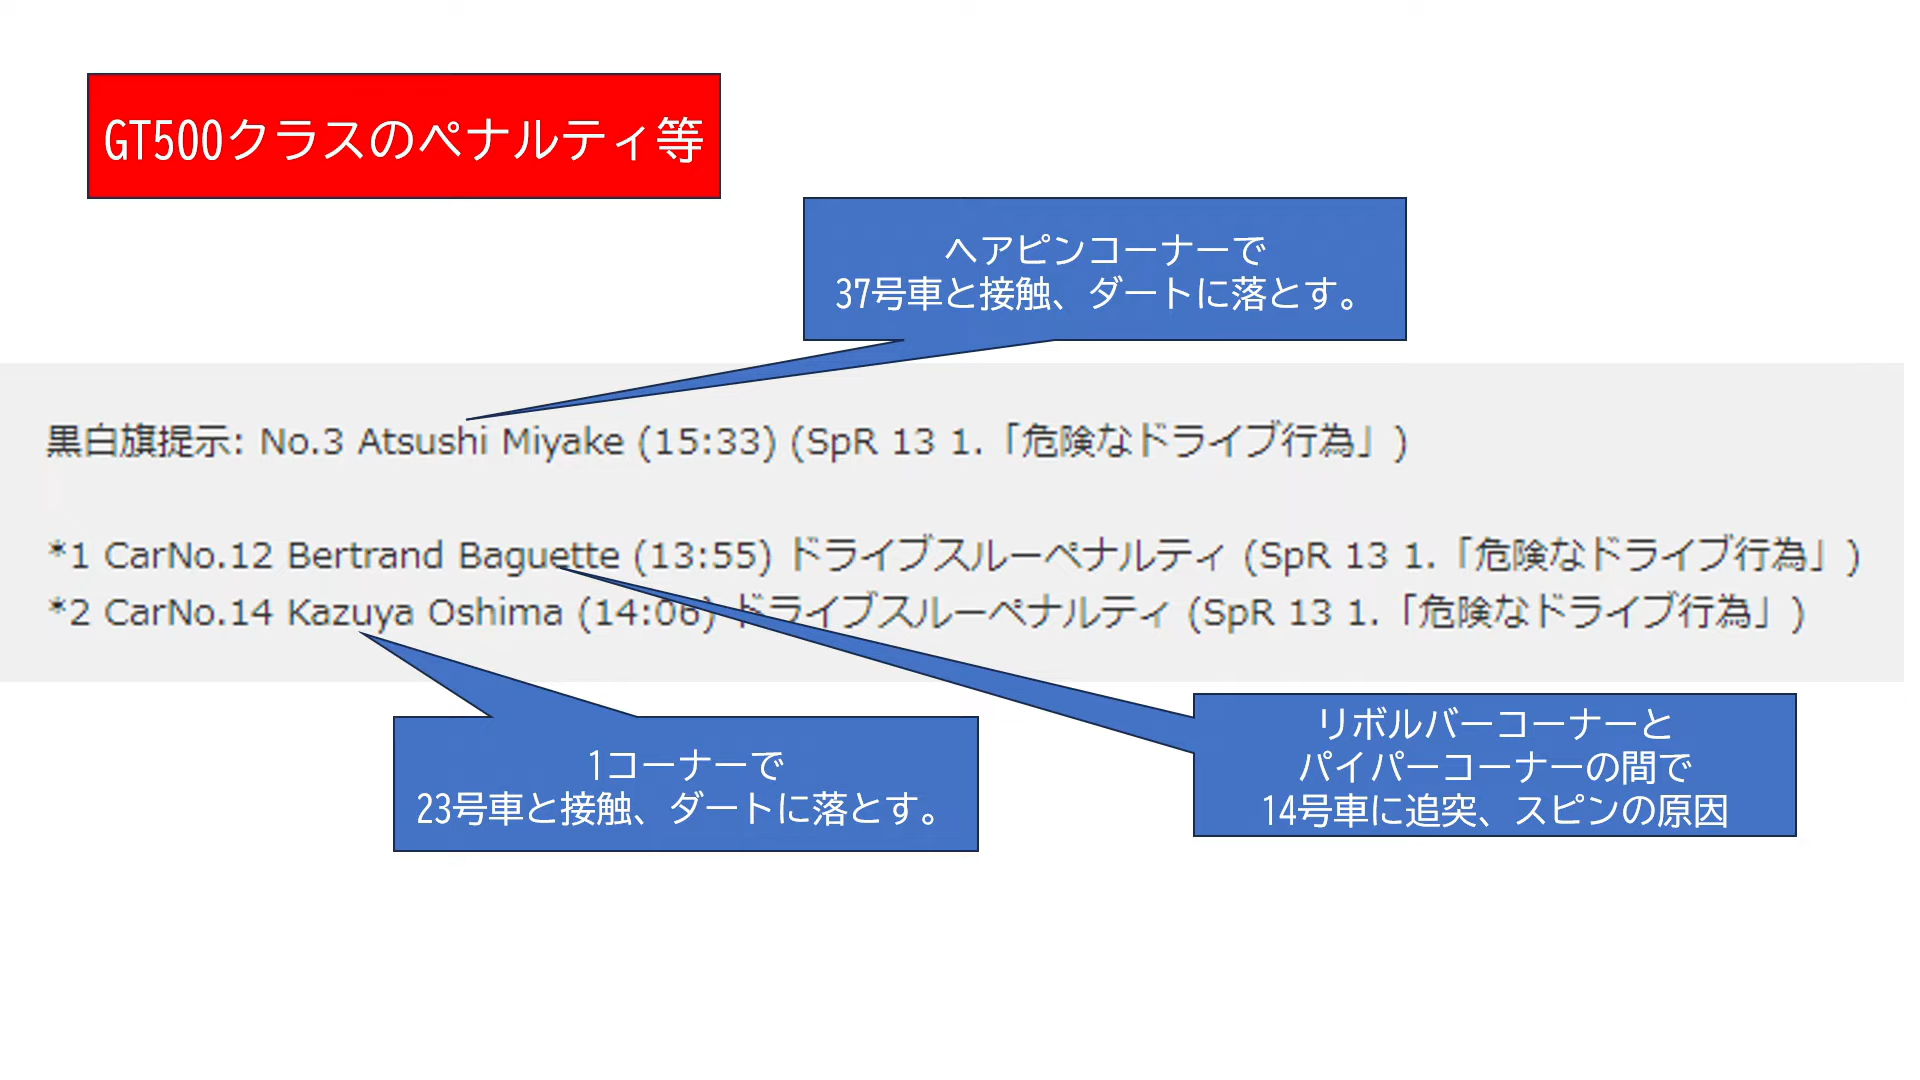 GT500クラスのペナルティ等
ヘアピンコーナーで
37号車と接触、ダートに落とす。
黒白旗提示: No.3 Atsushi Miyake (15:33) (SpR 13 1.「危険なドライブ行為」)
*1 CarNo.12 Bertrand Baguette (13:55) ドライブスルーペナルティ (SpR 13 1.「危険なドライブ行為」)
*2 CarNo.14 Kazuya Oshima (14:06) ドライブスルーペナルティ (SpR 13 1.「危険なドライブ行為」)
1コーナーで
23号車と接触、ダートに落とす。
リボルバーコーナーと
パイパーコーナーの間で
14号車に追突、スピンの原因